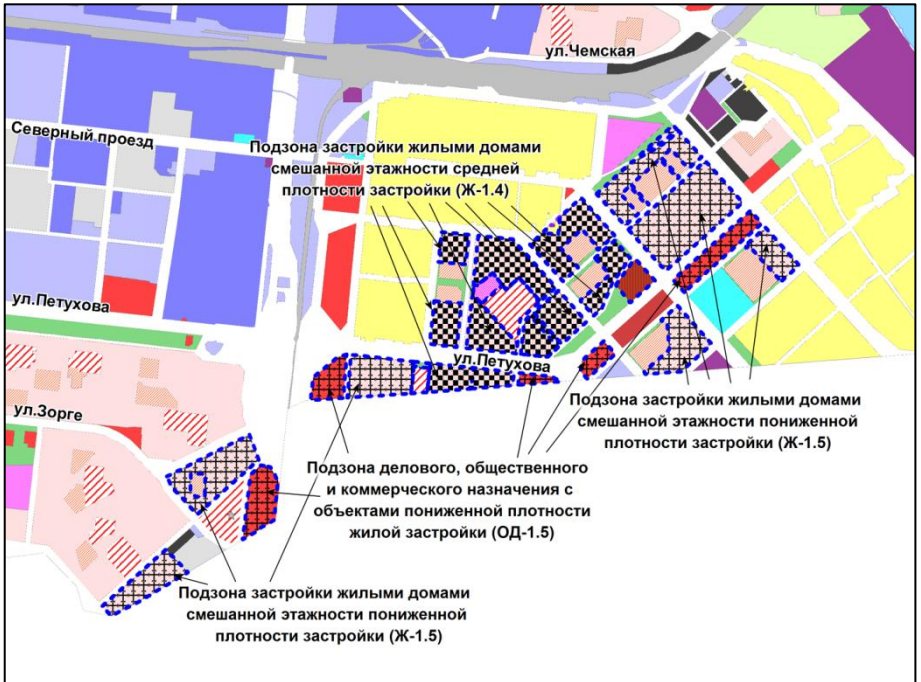 ул.Чемская
Северный проезд
Подзона застройки жилыми домами
смешанной этажности средней
плотности застройки (Ж-1.4)
ул.Петухова
ул.Петухова
ул.Зорге
Подзона застройки жилыми домами
смешанной этажности пониженной
плотности застройки (Ж-1.5)
Подзона делового, общественного
и коммерческого назначения с
объектами пониженной плотности
жилой застройки (ОД-1.5)
Подзона застройки жилыми домами
смешанной этажности пониженной
плотности застройки (Ж-1.5)